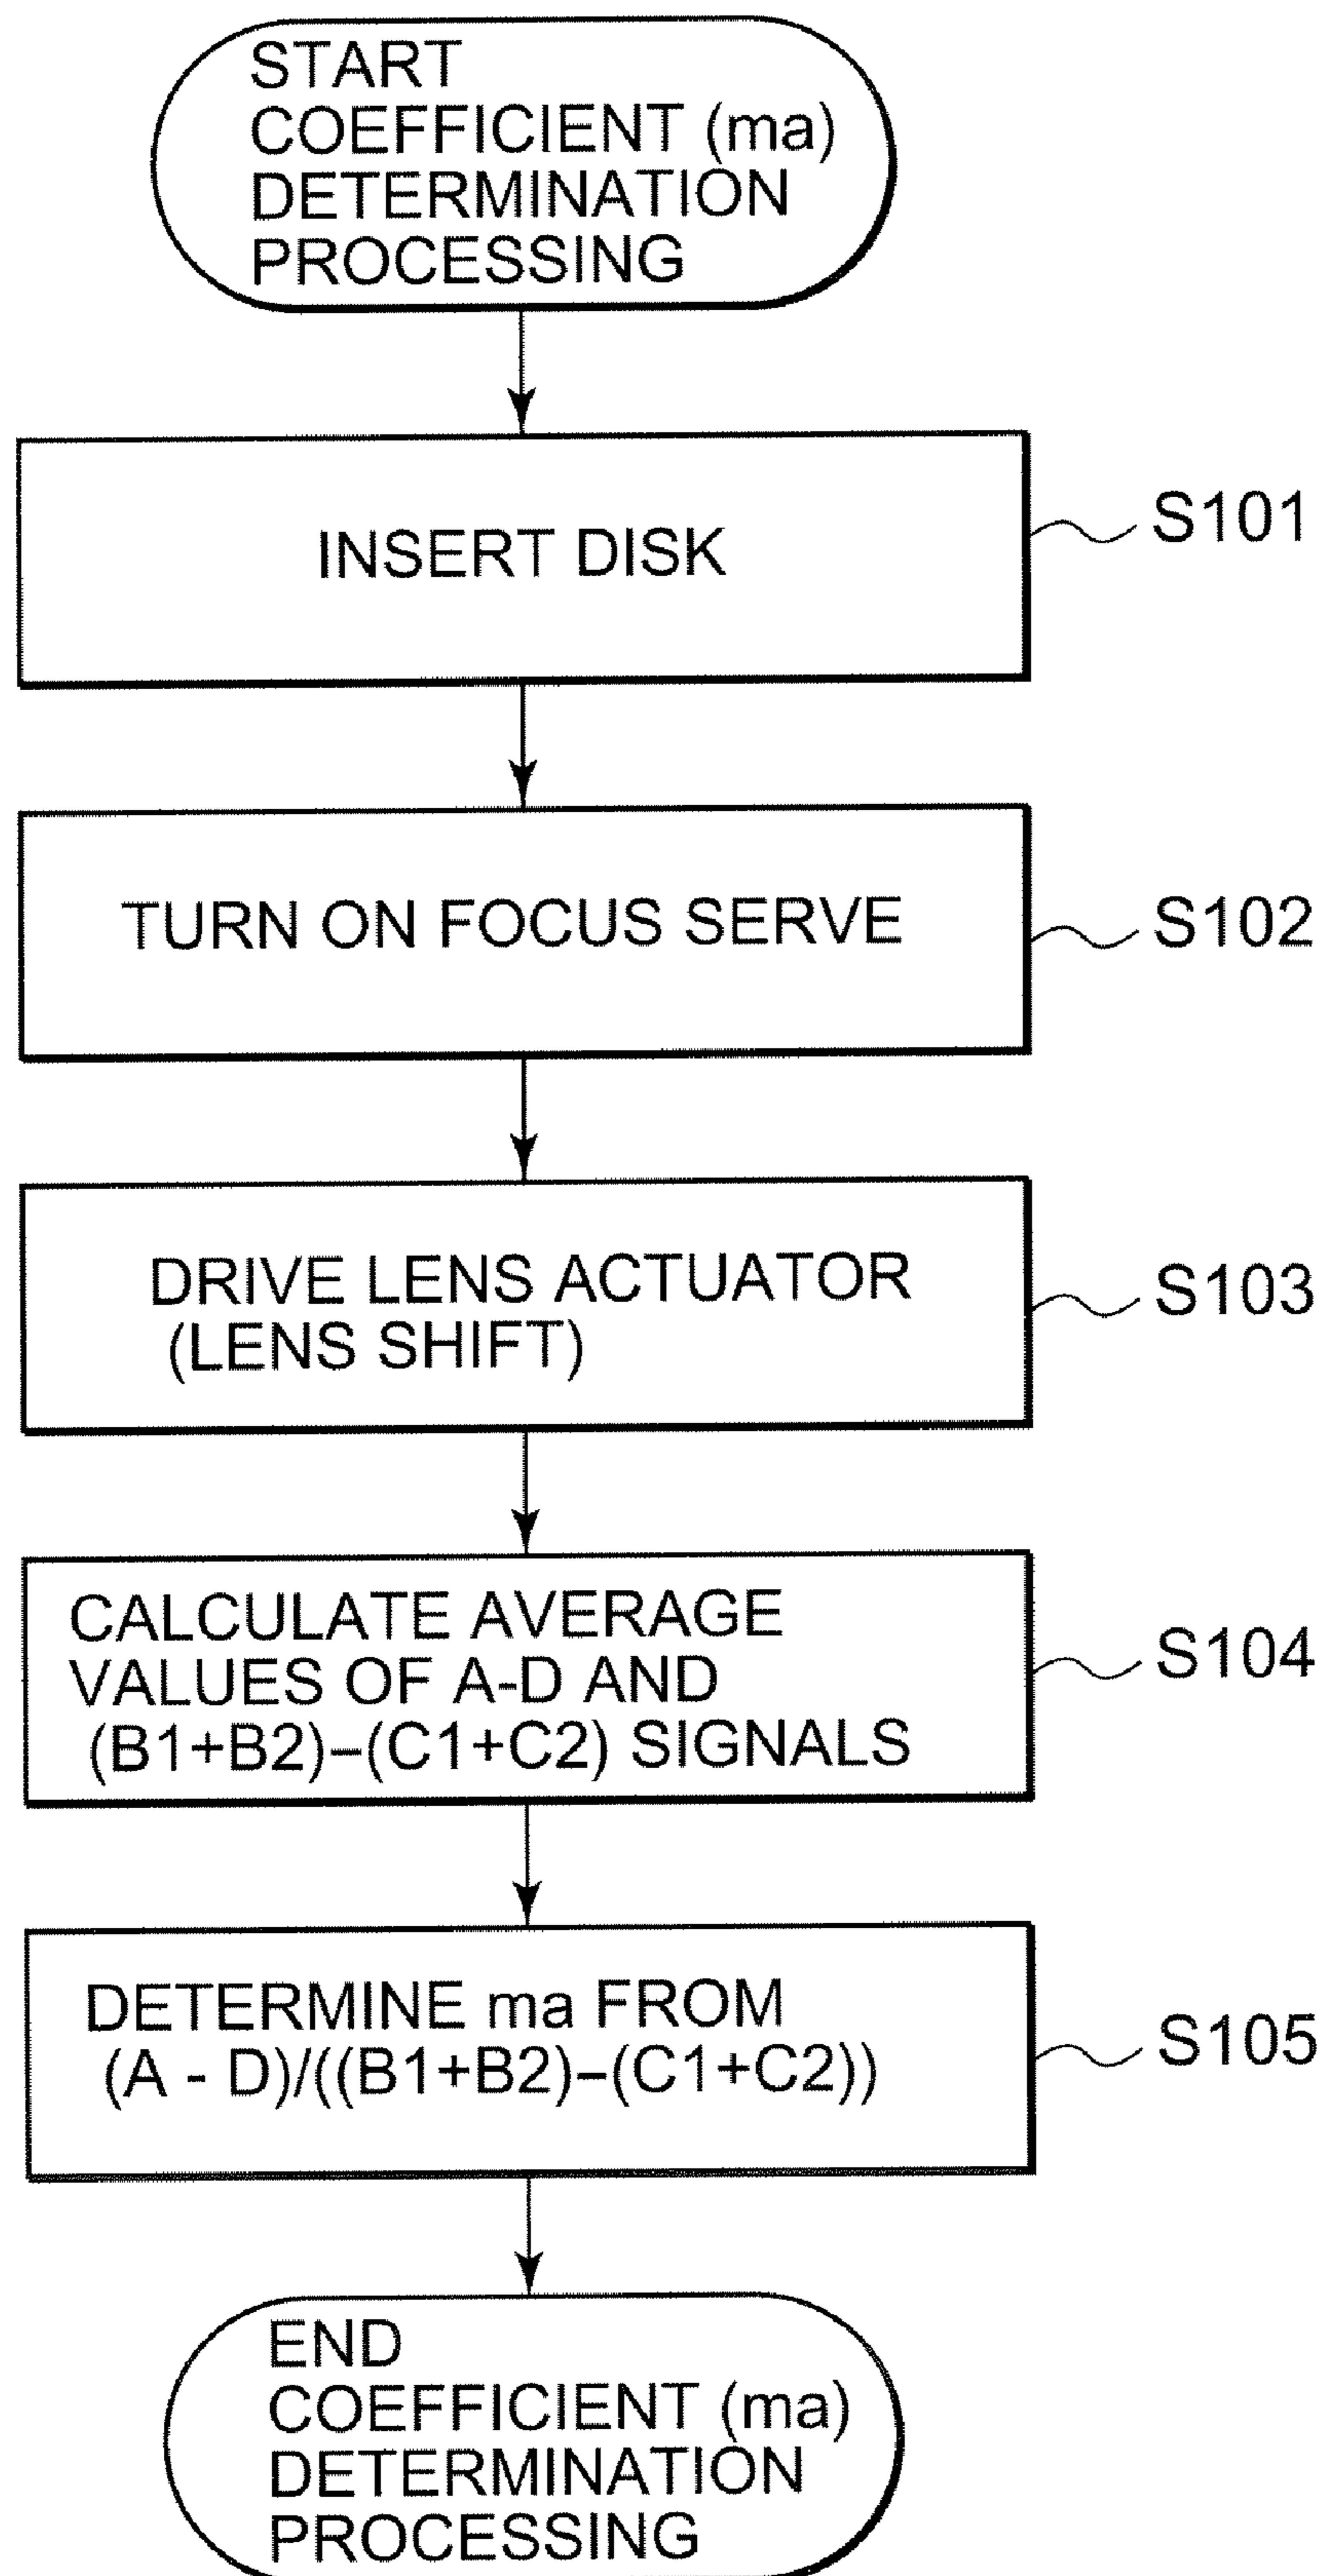 START
COEFFICIENT (ma)
DETERMINATION
PROCESSING
INSERT DISK
S101
TURN ON FOCUS SERVE
S102
DRIVE LENS ACTUATOR
(LENS SHIFT)
S103
CALCULATE AVERAGE
VALUES OF A-D AND
(B1+B2)–(C1+C2) SIGNALS
S104
DETERMINE ma FROM
(A - D)/((B1+B2)–(C1+C2))
S105
END
COEFFICIENT (ma)
DETERMINATION
PROCESSING